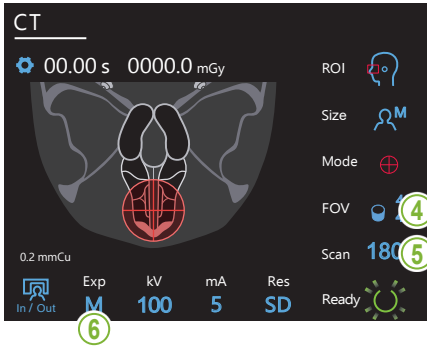 CT
00.00 s 0000.0 mGy
ROI
Size M
Mode
FOV 4
Scan 180 5
0.2 mmCu
Exp kV mA Res
In / Out M 100 5 SD
Ready
6